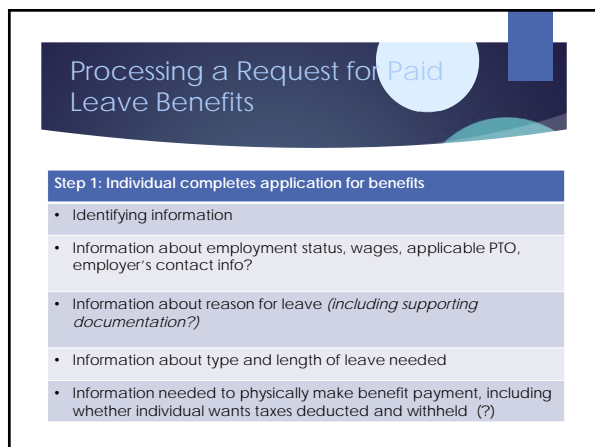 Processing a Request for Paid
Leave Benefits
Step 1: Individual completes application for benefits
• Identifying information
• Information about employment status, wages, applicable PTO,
employer's contact info?
• Information about reason for leave (including supporting
documentation?)
• Information about type and length of leave needed
• Information needed to physically make benefit payment, including
whether individual wants taxes deducted and withheld (?)